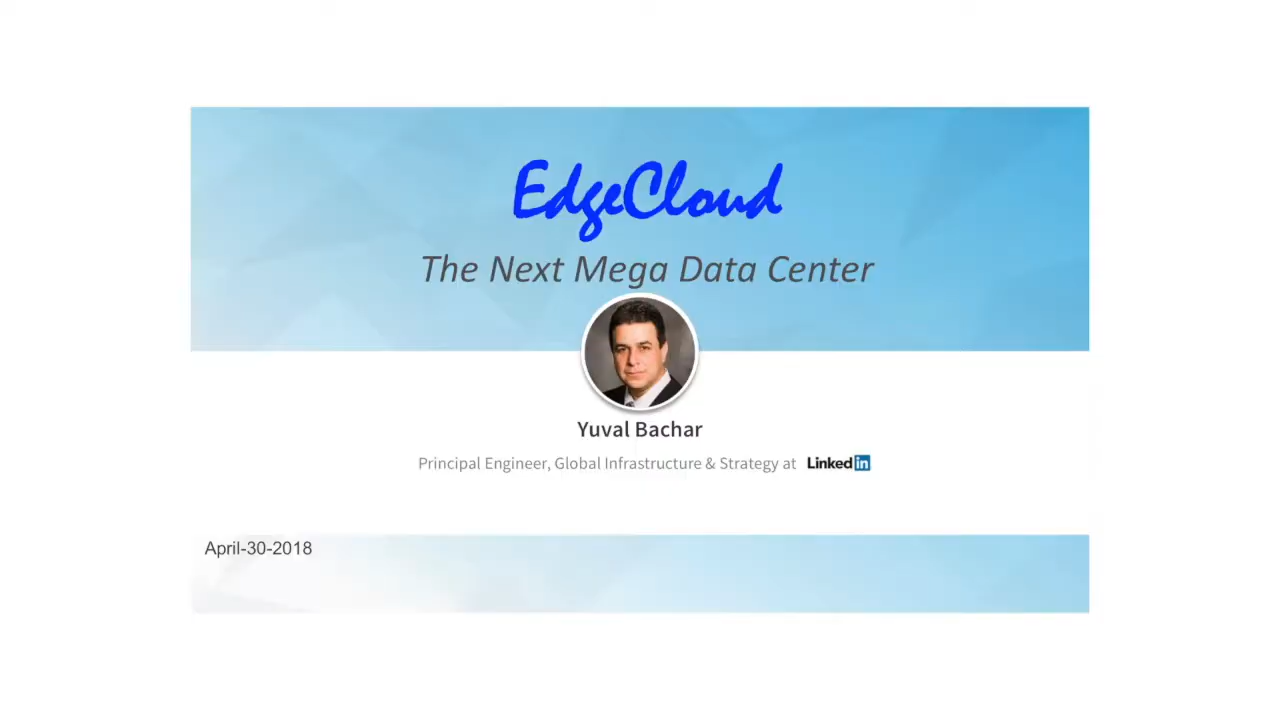 EdgeCloud
The Next Mega Data Center
Yuval Bachar
Principal Engineer, Global Infrastructure & Strategy at LinkedIn
April-30-2018